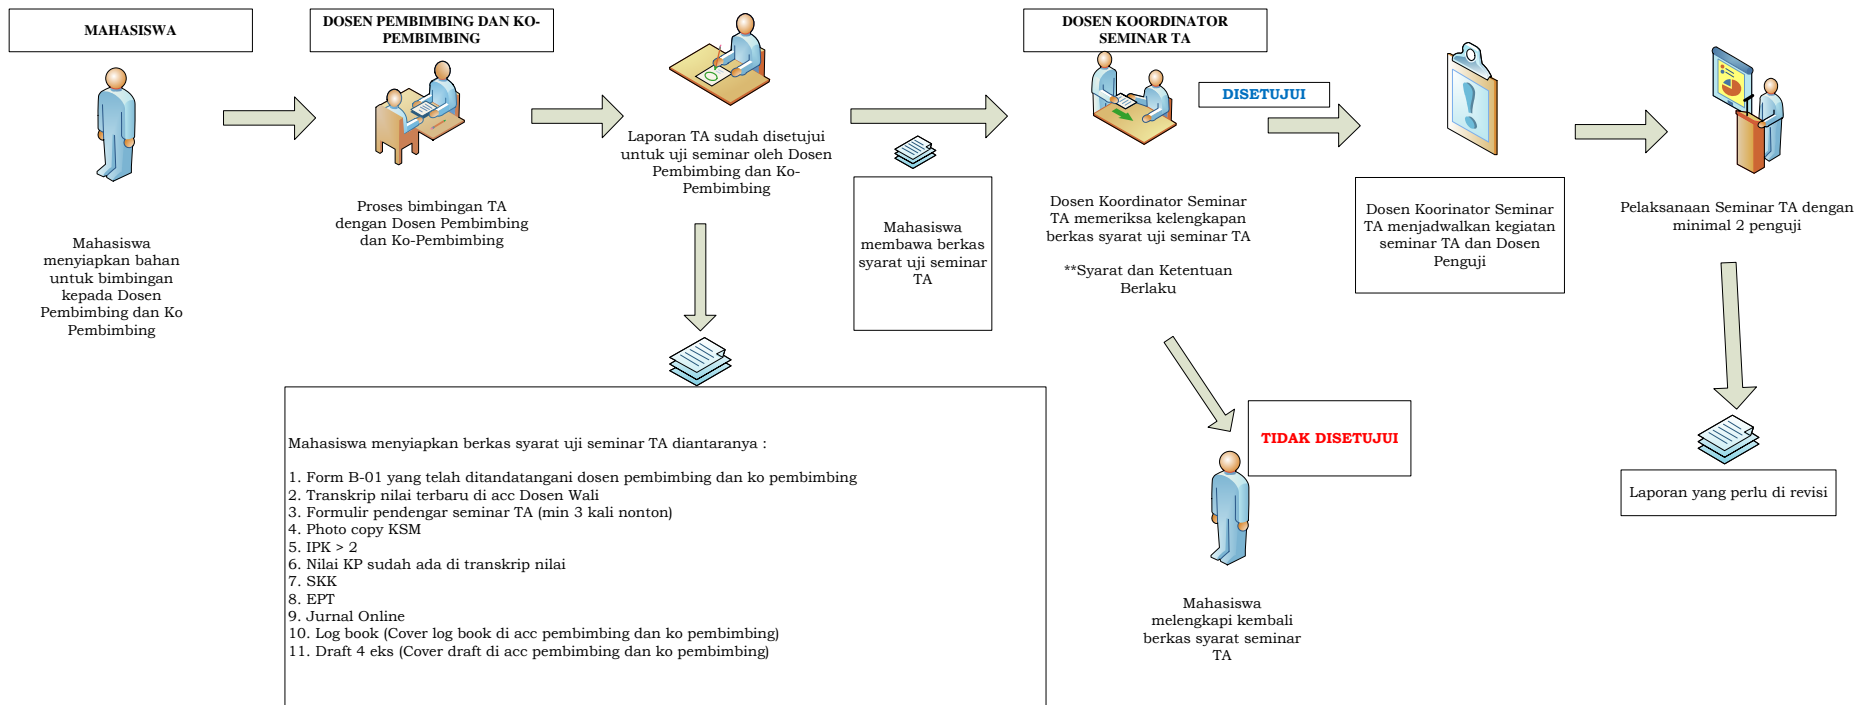 MAHASISWA
Mahasiswa
menyiapkan bahan
untuk bimbingan
kepada Dosen
Pembimbing dan Ko
Pembimbing
DOSEN PEMBIMBING DAN KO-
PEMBIMBING
Proses bimbingan TA
dengan Dosen Pembimbing
dan Ko-Pembimbing
Laporan TA sudah disetujui
untuk uji seminar oleh Dosen
Pembimbing dan Ko-
Pembimbing
Mahasiswa menyiapkan berkas syarat uji seminar TA diantaranya :
1. Form B-01 yang telah ditandatangani dosen pembimbing dan ko pembimbing
2. Transkrip nilai terbaru di acc Dosen Wali
3. Formulir pendengar seminar TA (min 3 kali nonton)
4. Photo copy KSM
5. IPK > 2
6. Nilai KP sudah ada di transkrip nilai
7. SKK
8. EPT
9. Jurnal Online
10. Log book (Cover log book di acc pembimbing dan ko pembimbing)
11. Draft 4 eks (Cover draft di acc pembimbing dan ko pembimbing)
Mahasiswa
membawa berkas
syarat uji seminar
TA
DOSEN KOORDINATOR
SEMINAR TA
Dosen Koordinator Seminar
TA memeriksa kelengkapan
berkas syarat uji seminar TA
**Syarat dan Ketentuan
Berlaku
DISETUJUI
TIDAK DISETUJUI
Mahasiswa
melengkapi kembali
berkas syarat seminar
TA
Dosen Koorinator Seminar
TA menjadwalkan kegiatan
seminar TA dan Dosen
Penguji
Pelaksanaan Seminar TA dengan
minimal 2 penguji
Laporan yang perlu di revisi